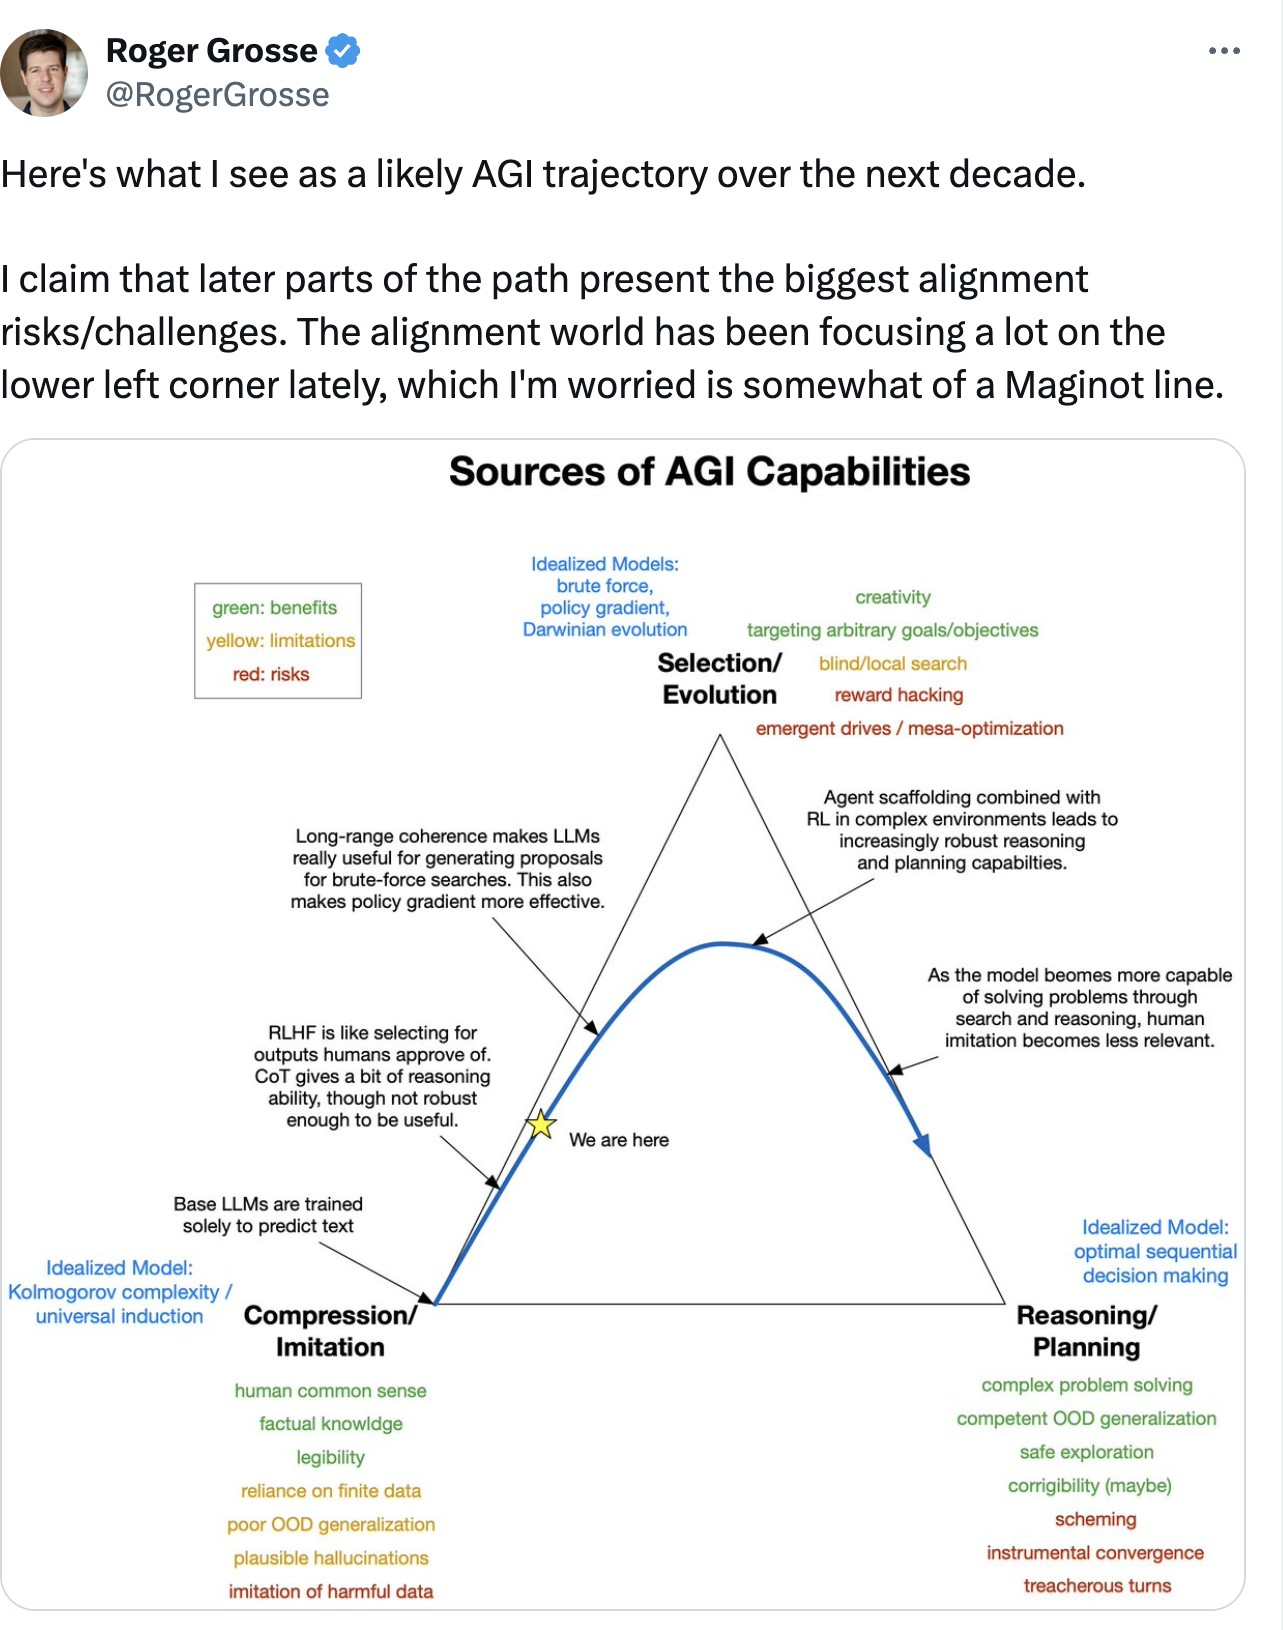 Roger Grosse
@RogerGrosse
Here's what I see as a likely AGI trajectory over the next decade.
I claim that later parts of the path present the biggest alignment
risks/challenges. The alignment world has been focusing a lot on the
lower left corner lately, which I'm worried is somewhat of a Maginot line.
Sources of AGI Capabilities
green: benefits
yellow: limitations
red: risks
Idealized Models:
brute force,
policy gradient,
Darwinian evolution
Selection/
Evolution
creativity
targeting arbitrary goals/objectives
blind/local search
reward hacking
emergent drives / mesa-optimization
Long-range coherence makes LLMs
really useful for generating proposals
for brute-force searches. This also
makes policy gradient more effective.
Agent scaffolding combined with
RL in complex environments leads to
increasingly robust reasoning
and planning capabilties.
As the model beomes more capable
of solving problems through
search and reasoning, human
imitation becomes less relevant.
RLHF is like selecting for
outputs humans approve of.
CoT gives a bit of reasoning
ability, though not robust
enough to be useful.
We are here
Base LLMs are trained
solely to predict text
Idealized Model:
Kolmogorov complexity /
universal induction
Compression/
Imitation
human common sense
factual knowldge
legibility
reliance on finite data
poor OOD generalization
plausible hallucinations
imitation of harmful data
Idealized Model:
optimal sequential
decision making
Reasoning/
Planning
complex problem solving
competent OOD generalization
safe exploration
corrigibility (maybe)
scheming
instrumental convergence
treacherous turns